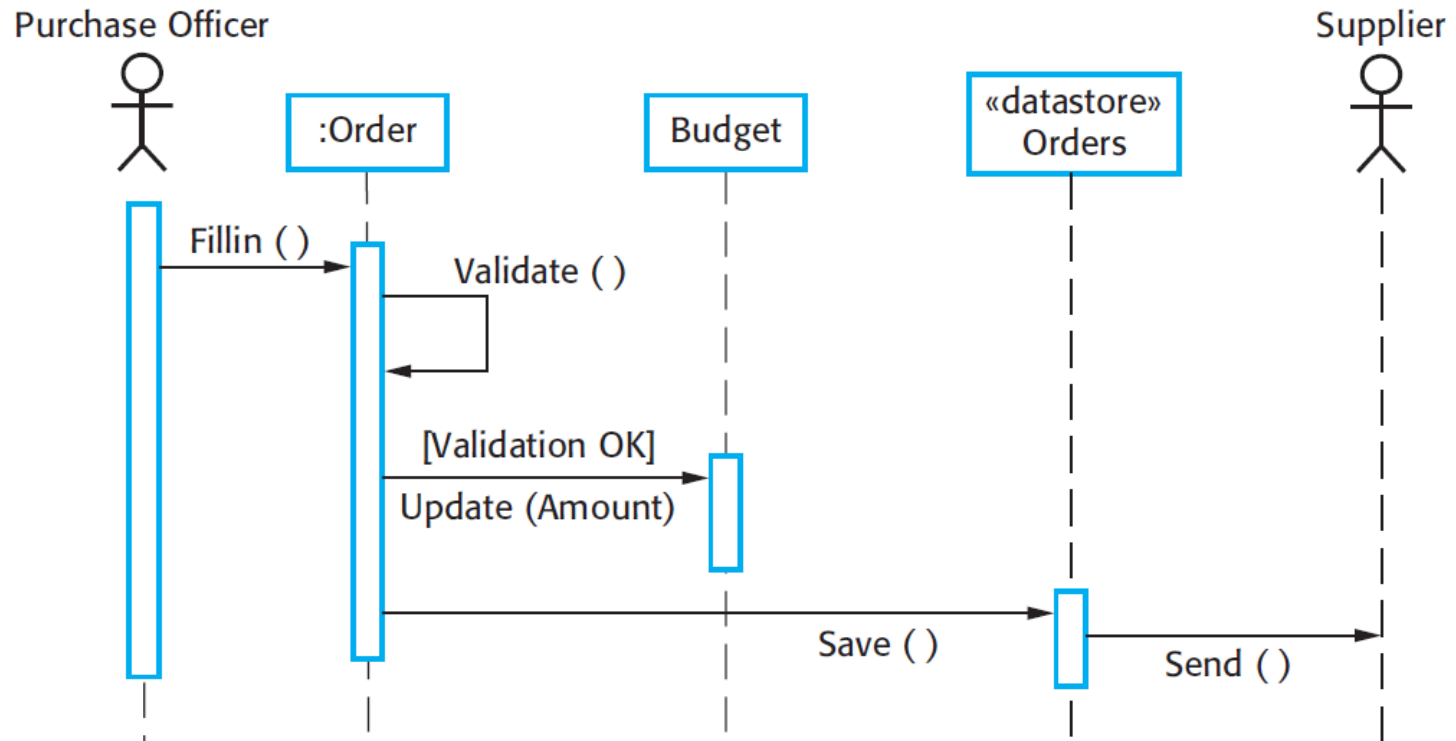 Purchase Officer
Supplier
:Order
Budget
«datastore»
Orders
Fillin ( )
Validate ( )
[Validation OK]
Update (Amount)
Save ( )
Send ( )